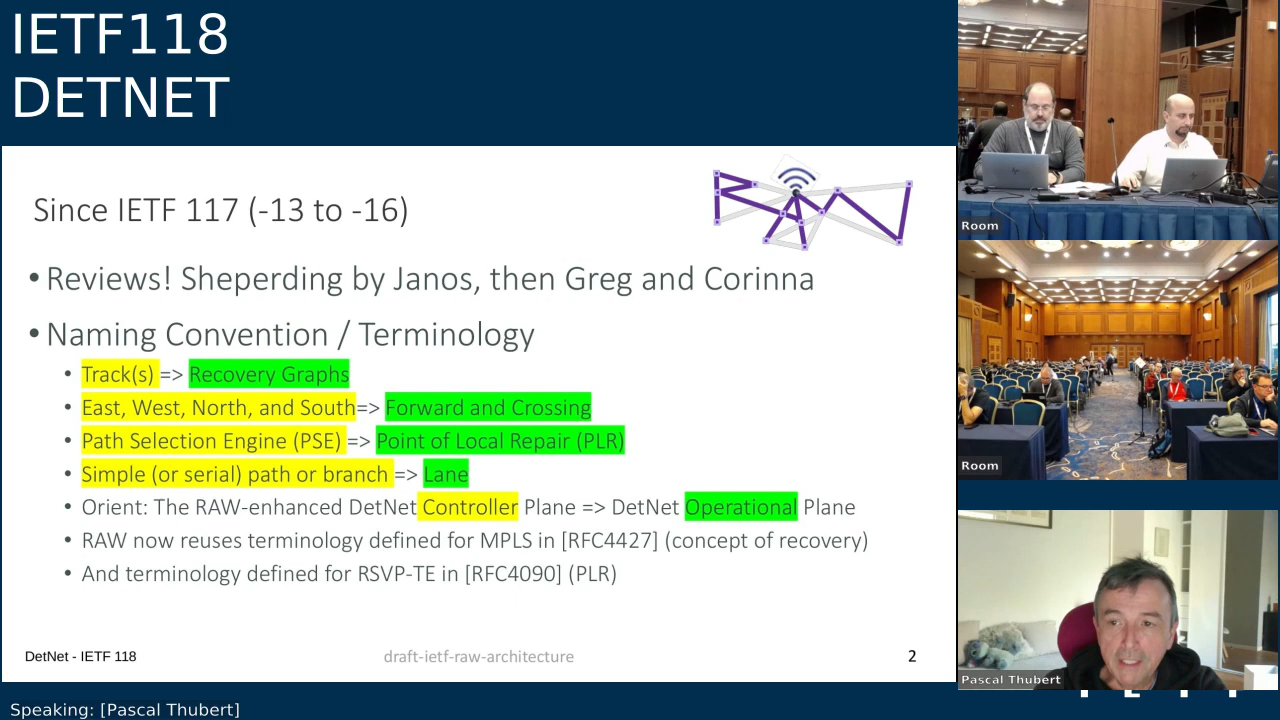 IETF118
DETNET
Since IETF 117 (-13 to -16)
• Reviews! Sheperding by Janos, then Greg and Corinna
• Naming Convention / Terminology
• Track(s) => Recovery Graphs
• East, West, North, and South=> Forward and Crossing
• Path Selection Engine (PSE) => Point of Local Repair (PLR)
• Simple (or serial) path or branch => Lane
• Orient: The RAW-enhanced DetNet Controller Plane => DetNet Operational Plane
• RAW now reuses terminology defined for MPLS in [RFC4427] (concept of recovery)
• And terminology defined for RSVP-TE in [RFC4090] (PLR)
DetNet - IETF 118
draft-ietf-raw-architecture
2
Room
Room
Pascal Thubert
Speaking: [Pascal Thubert]